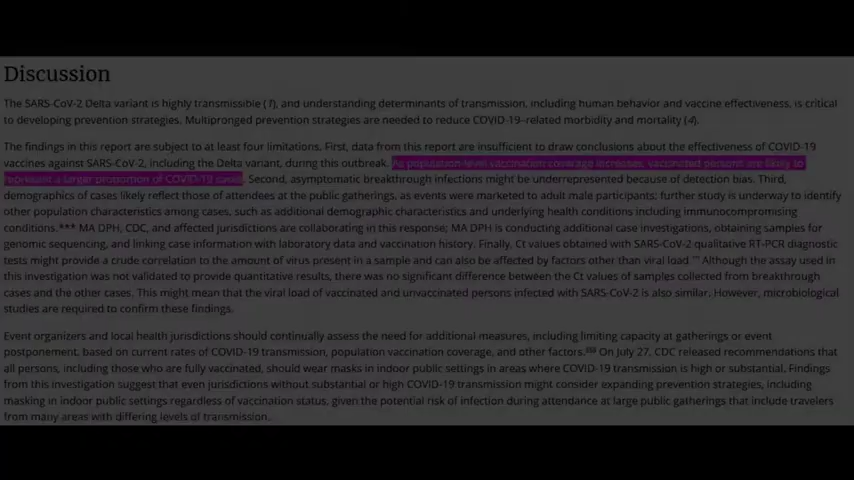 Discussion
The SARS-CoV-2 Delta variant is highly transmissible (1), and understanding determinants of transmission, including human behavior and vaccine effectiveness, is critical
to developing prevention strategies. Multipronged prevention strategies are needed to reduce COVID-19–related morbidity and mortality (4).
The findings in this report are subject to at least four limitations. First, data from this report are insufficient to draw conclusions about the effectiveness of COVID-19
vaccines against SARS-CoV-2, including the Delta variant, during this outbreak. As population-level vaccination coverage increases, vaccinated persons are likely to
represent a larger proportion of COVID-19 cases. Second, asymptomatic breakthrough infections might be underrepresented because of detection bias. Third,
demographics of cases likely reflect those of attendees at the public gatherings, as events were marketed to adult male participants; further study is underway to identify
other population characteristics among cases, such as additional demographic characteristics and underlying health conditions including immunocompromising
conditions.*** MA DPH, CDC, and affected jurisdictions are collaborating in this response; MA DPH is conducting additional case investigations, obtaining samples for
genomic sequencing, and linking case information with laboratory data and vaccination history. Finally, Ct values obtained with SARS-CoV-2 qualitative RT-PCR diagnostic
tests might provide a crude correlation to the amount of virus present in a sample and can also be affected by factors other than viral load. Although the assay used in
this investigation was not validated to provide quantitative results, there was no significant difference between the Ct values of samples collected from breakthrough
cases and the other cases. This might mean that the viral load of vaccinated and unvaccinated persons infected with SARS-CoV-2 is also similar. However, microbiological
studies are required to confirm these findings.
Event organizers and local health jurisdictions should continually assess the need for additional measures, including limiting capacity at gatherings or event
postponement, based on current rates of COVID-19 transmission, population vaccination coverage, and other factors. On July 27, CDC released recommendations that
all persons, including those who are fully vaccinated, should wear masks in indoor public settings in areas where COVID-19 transmission is high or substantial. Findings
from this investigation suggest that even jurisdictions without substantial or high COVID-19 transmission might consider expanding prevention strategies, including
masking in indoor public settings regardless of vaccination status, given the potential risk of infection during attendance at large public gatherings that include travelers
from many areas with differing levels of transmission.